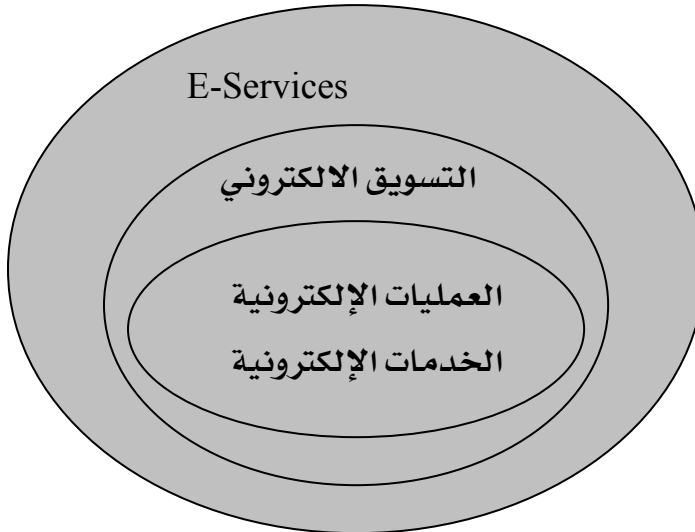 E-Services
التسويق الالكتروني
العمليات الإلكترونية
الخدمات الإلكترونية